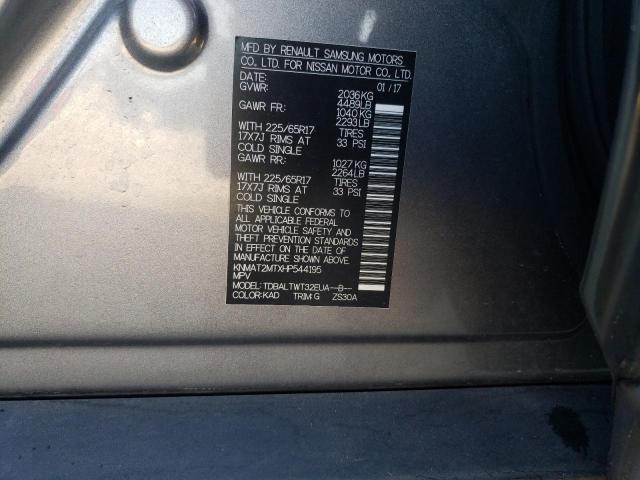 MFD BY RENAULT SAMSUNG MOTORS
CO., LTD. FOR NISSAN MOTOR CO., LTD.
DATE: 01/17
GVWR: 2036KG
4489LB
GAWR FR: 1040KG
2293LB
WITH 225/65R17 TIRES
17X7J RIMS AT 33 PSI
COLD SINGLE
GAWR RR: 1027 KG
2264LB
WITH 225/65R17 TIRES
17X7J RIMS AT 33 PSI
COLD SINGLE
THIS VEHICLE CONFORMS TO
ALL APPLICABLE FEDERAL
MOTOR VEHICLE SAFETY AND
THEFT PREVENTION STANDARDS
IN EFFECT ON THE DATE OF
MANUFACTURE SHOWN ABOVE.
KNMAT2MTXHP544195
MPV
MODEL: TDBALTWT32EUA--B--
COLOR:KAD TRIM:G ZS30A